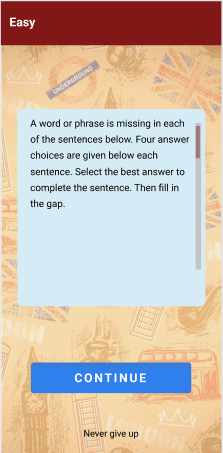 Easy
UNDERGROUND
A word or phrase is missing in each
of the sentences below. Four answer
choices are given below each
sentence. Select the best answer to
complete the sentence. Then fill in
the gap.
CONTINUE
Never give up